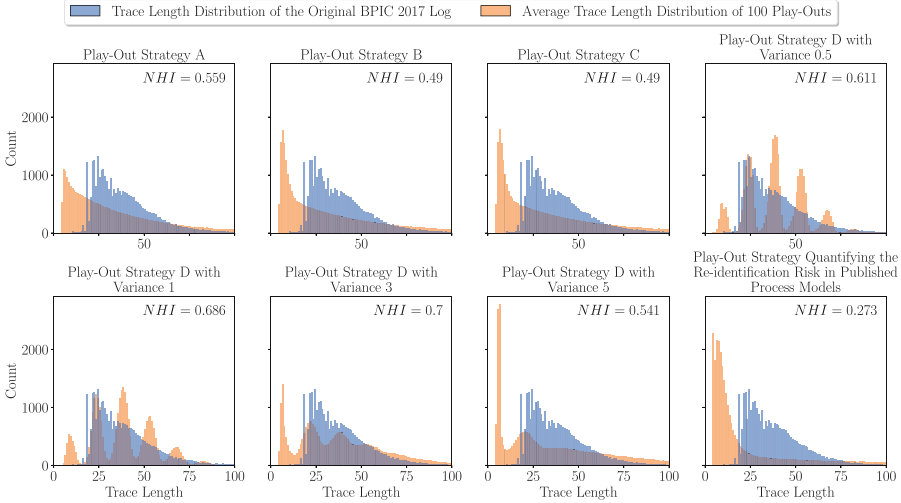 Trace Length Distribution of the Original BPIC 2017 Log
Average Trace Length Distribution of 100 Play-Outs
Play-Out Strategy A
Play-Out Strategy B
Play-Out Strategy C
Play-Out Strategy D with
Variance 0.5
NHI = 0.559
NHI = 0.49
NHI = 0.49
NHI = 0.611
Count
2000
1000
0
50
50
50
50
Play-Out Strategy D with
Variance 1
Play-Out Strategy D with
Variance 3
Play-Out Strategy D with
Variance 5
Play-Out Strategy Quantifying the
Re-identification Risk in Published
Process Models
NHI = 0.686
NHI = 0.7
NHI = 0.541
NHI = 0.273
Count
2000
1000
0
0 25 50 75 100
0 25 50 75 100
0 25 50 75 100
0 25 50 75 100
Trace Length
Trace Length
Trace Length
Trace Length